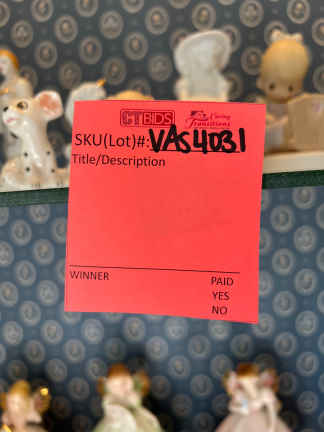 CTBIDS Caring Transitions
SKU(Lot)#: VAS4031
Title/Description
WINNER PAID
YES
NO